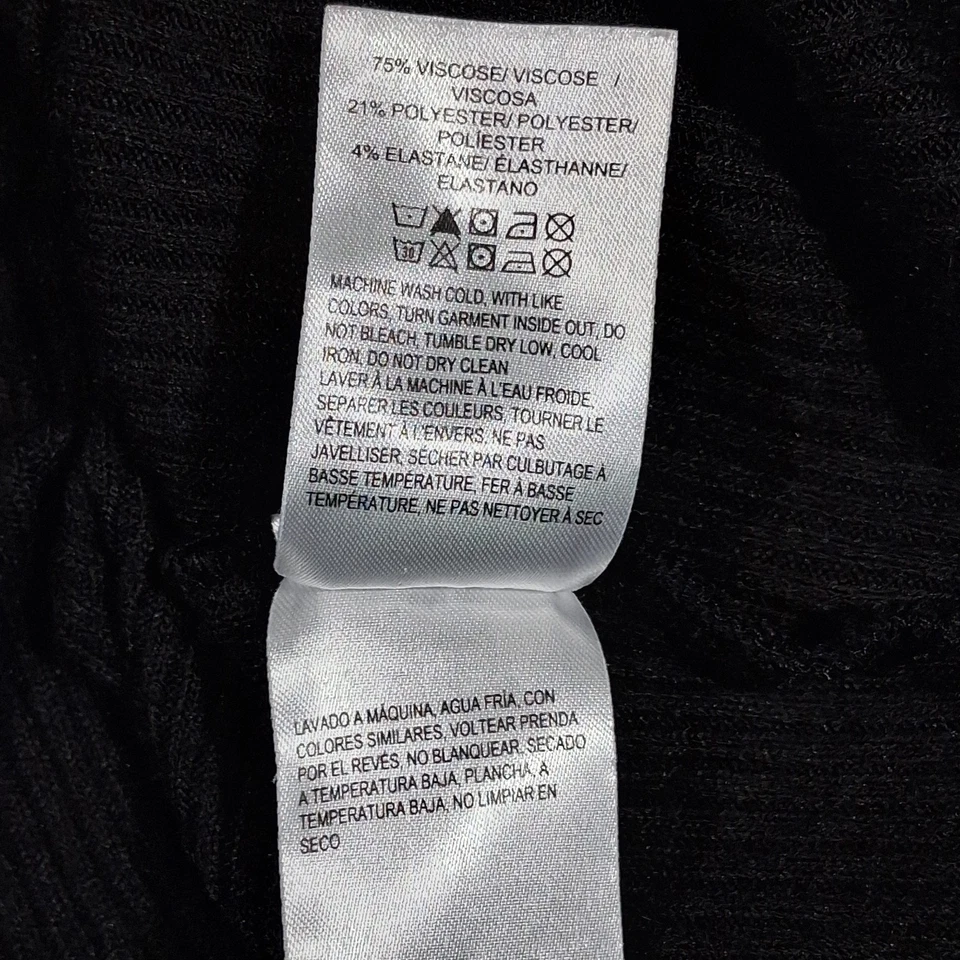 75% VISCOSE/ VISCOSE /
VISCOSA
21% POLYESTER/ POLYESTER/
POLIESTER
4% ELASTANE/ ÉLASTHANNE/
ELASTANO
30
MACHINE WASH COLD, WITH LIKE
COLORS, TURN GARMENT INSIDE OUT, DO
NOT BLEACH, TUMBLE DRY LOW, COOL
IRON, DO NOT DRY CLEAN
LAVER À LA MACHINE À L'EAU FROIDE,
SÉPARER LES COULEURS, TOURNER LE
VÊTEMENT À L'ENVERS, NE PAS
JAVELLISER, SÉCHER PAR CULBUTAGE À
BASSE TEMPÉRATURE, FER À BASSE
TEMPÉRATURE, NE PAS NETTOYER À SEC
LAVADO A MÁQUINA, AGUA FRÍA, CON
COLORES SIMILARES, VOLTEAR PRENDA
POR EL REVÉS, NO BLANQUEAR, SECADO
A TEMPERATURA BAJA, PLANCHA, A
TEMPERATURA BAJA, NO LIMPIAR EN
SECO